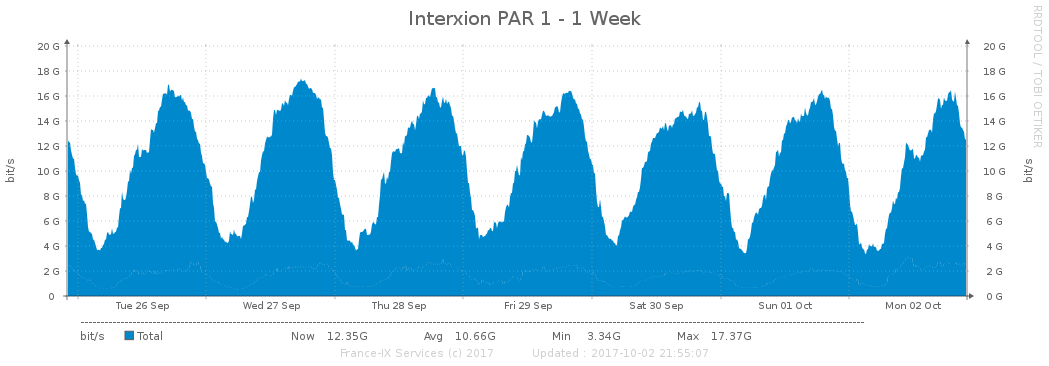 Interxion PAR 1 - 1 Week
RRDTOOL / TOBI OETIKER
20 G 20 G
18 G 18 G
16 G 16 G
14 G 14 G
12 G 12 G
10 G 10 G
8 G 8 G
6 G 6 G
4 G 4 G
2 G 2 G
0 0 G
bit/s
bit/s
Tue 26 Sep Wed 27 Sep Thu 28 Sep Fri 29 Sep Sat 30 Sep Sun 01 Oct Mon 02 Oct
bit/s Total Now 12.35G Avg 10.66G Min 3.34G Max 17.37G
France-IX Services (c) 2017 Updated : 2017-10-02 21:55:07